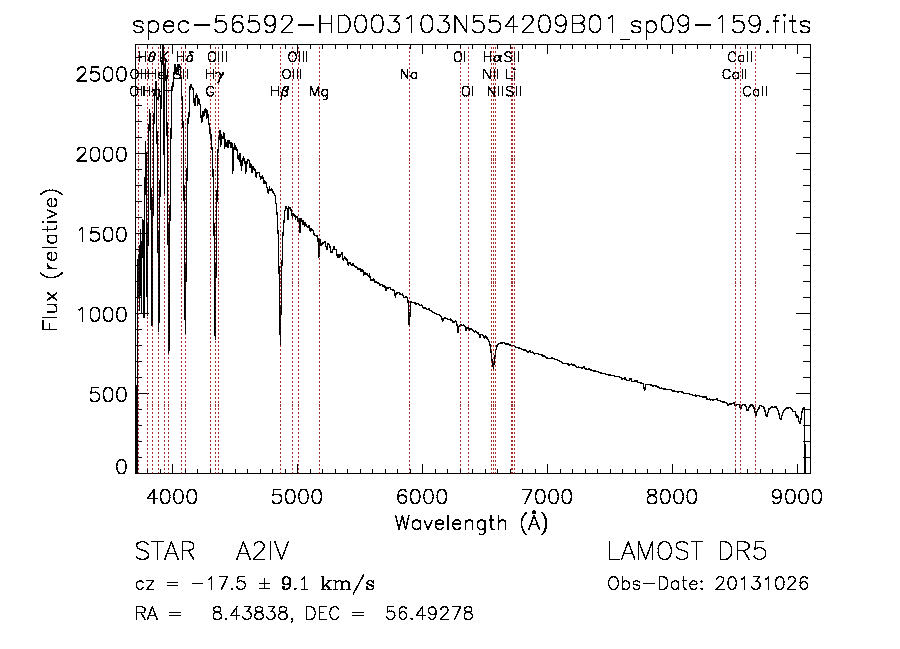 spec-56592-HD003103N554209B01_sp09-159.fits
Hθ K Hδ OIII OIII OI Hα SII CaII
OII Hγ OIII Na NII Li CaII
G Hβ Mg OI NII SII CaII
2500
2000
1500
1000
500
0
Flux (relative)
4000 5000 6000 7000 8000 9000
Wavelength (Å)
STAR A2IV LAMOST DR5
cz = −17.5 ± 9.1 km/s Obs-Date: 20131026
RA = 8.43838, DEC = 56.49278